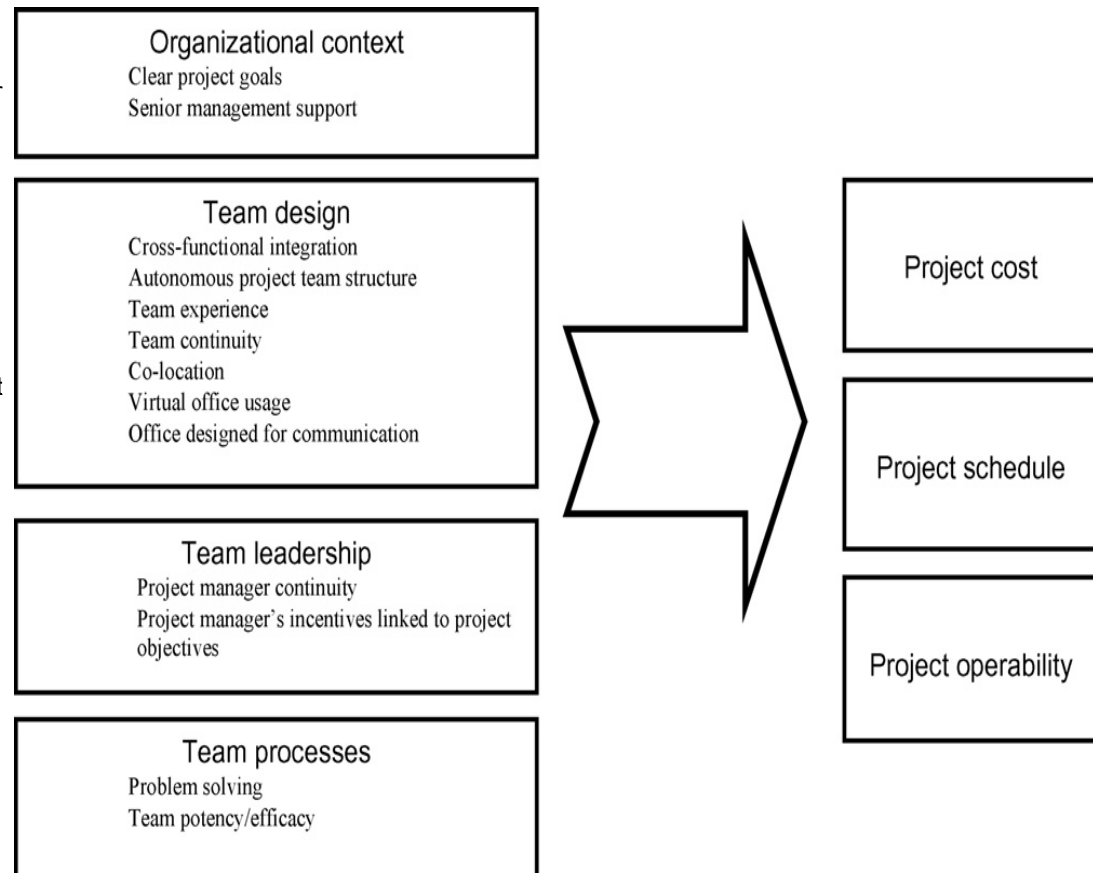 Organizational context
Clear project goals
Senior management support
Team design
Cross-functional integration
Autonomous project team structure
Team experience
Team continuity
Co-location
Virtual office usage
Office designed for communication
Team leadership
Project manager continuity
Project manager’s incentives linked to project
objectives
Team processes
Problem solving
Team potency/efficacy
Project cost
Project schedule
Project operability